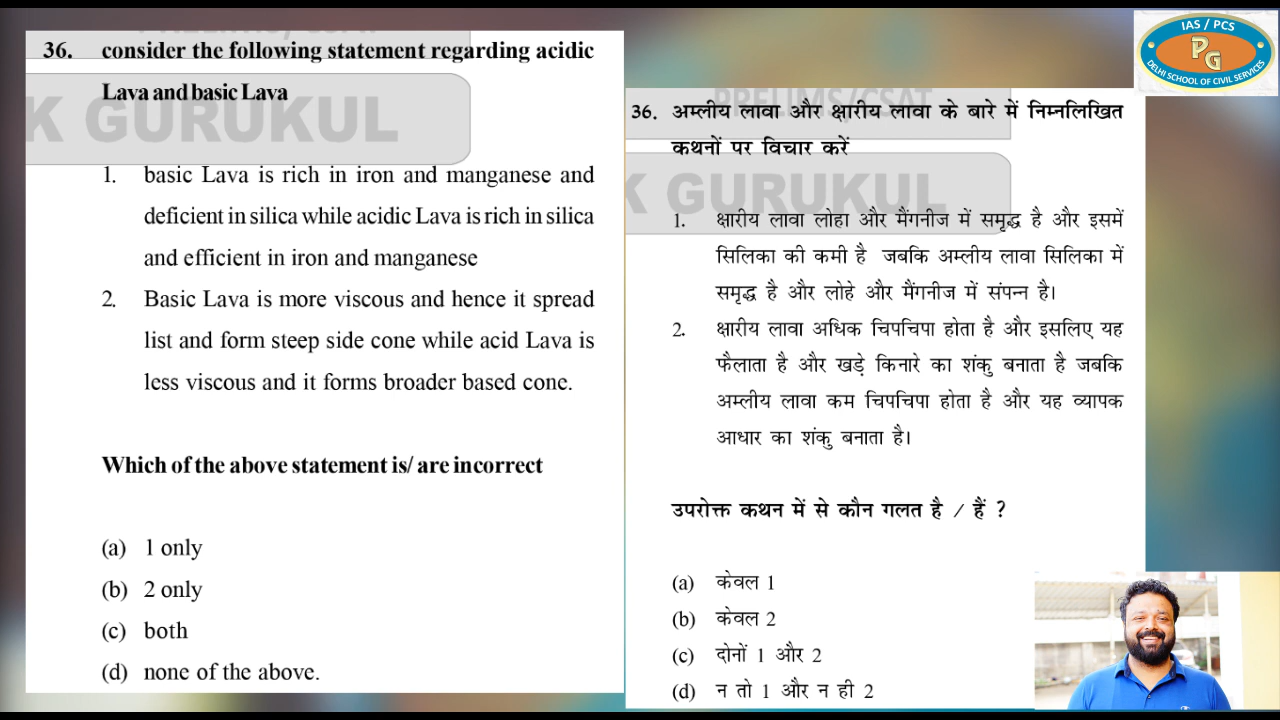 PRELIMS/CSAT
36. consider the following statement regarding acidic
Lava and basic Lava
K GURUKUL
1. basic Lava is rich in iron and manganese and
deficient in silica while acidic Lava is rich in silica
and efficient in iron and manganese
2. Basic Lava is more viscous and hence it spread
list and form steep side cone while acid Lava is
less viscous and it forms broader based cone.
Which of the above statement is/ are incorrect
(a) 1 only
(b) 2 only
(c) both
(d) none of the above.
PRELIMS/CSAT
36. अम्लीय लावा और क्षारीय लावा के बारे में निम्नलिखित
कथनों पर विचार करें
K GURUKUL
1. क्षारीय लावा लोहा और मैंगनीज में समृद्ध है और इसमें
सिलिका की कमी है जबकि अम्लीय लावा सिलिका में
समृद्ध है और लोहे और मैंगनीज में संपन्न है।
2. क्षारीय लावा अधिक चिपचिपा होता है और इसलिए यह
फैलाता है और खड़े किनारे का शंकु बनाता है जबकि
अम्लीय लावा कम चिपचिपा होता है और यह व्यापक
आधार का शंकु बनाता है।
उपरोक्त कथन में से कौन गलत है / हैं ?
(a) केवल 1
(b) केवल 2
(c) दोनों 1 और 2
(d) न तो 1 और न ही 2
IAS / PCS
PG
DELHI SCHOOL OF CIVIL SERVICES